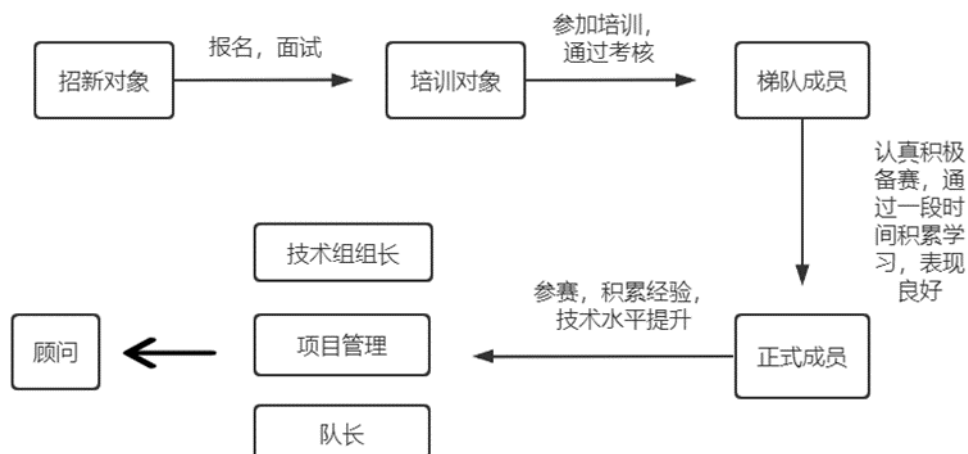 招新对象
报名，面试
培训对象
参加培训，
通过考核
梯队成员
认真积极
备赛，通
过一段时
间积累学
习，表现
良好
正式成员
参赛，积累经验，
技术水平提升
技术组组长
项目管理
队长
顾问